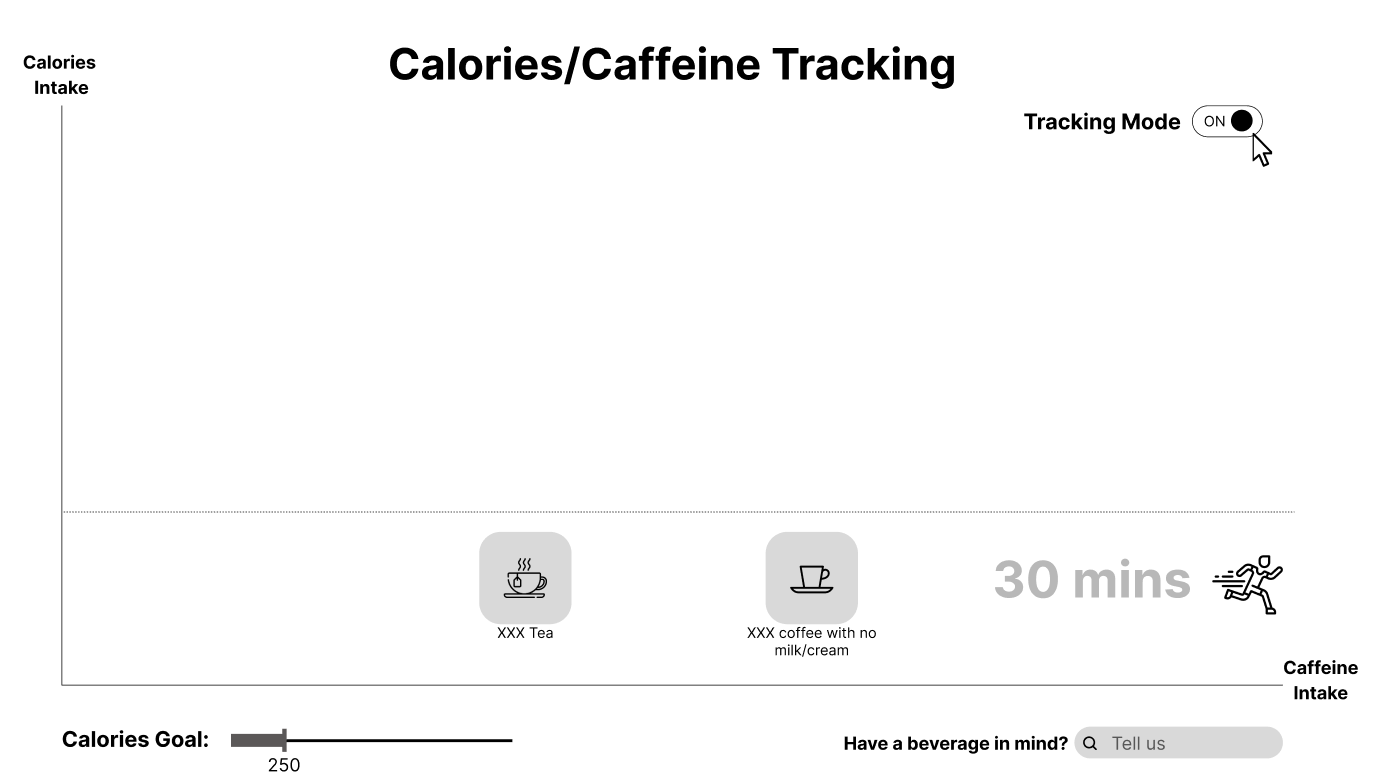 Calories
Intake
Calories/Caffeine Tracking
Tracking Mode ON
XXX Tea
XXX coffee with no
milk/cream
30 mins
Caffeine
Intake
Calories Goal:
250
Have a beverage in mind? Tell us